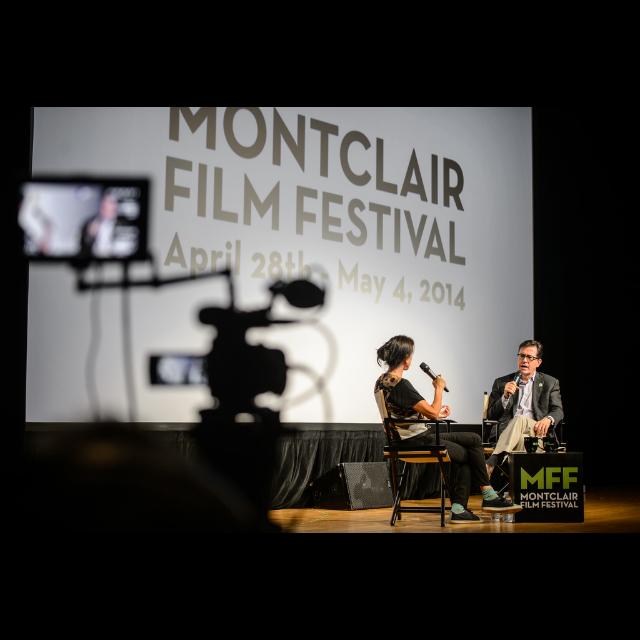 MONTCLAIR
FILM FESTIVAL
April 28th - May 4, 2014
MFF
MONTCLAIR
FILM FESTIVAL